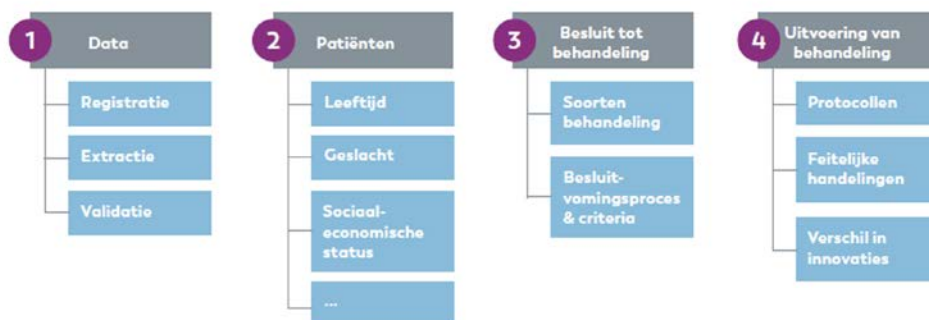 1
Data
Registratie
Extractie
Validatie
2
Patiënten
Leeftijd
Geslacht
Sociaal-
economische
status
...
3
Besluit tot
behandeling
Soorten
behandeling
Besluit-
vomingsproces
& criteria
4
Uitvoering van
behandeling
Protocollen
Feitelijke
handelingen
Verschil in
innovaties